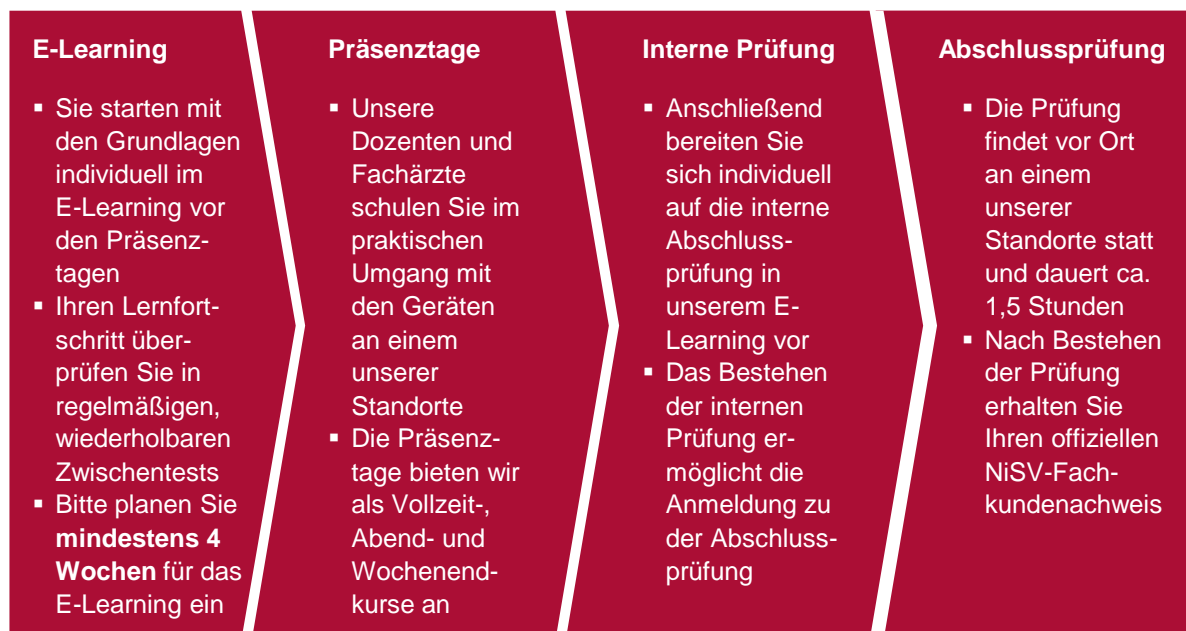 E-Learning
▪ Sie starten mit
den Grundlagen
individuell im
E-Learning vor
den Präsenz-
tagen
▪ Ihren Lernfort-
schritt über-
prüfen Sie in
regelmäßigen,
wiederholbaren
Zwischentests
▪ Bitte planen Sie
mindestens 4
Wochen für das
E-Learning ein
Präsenztage
▪ Unsere
Dozenten und
Fachärzte
schulen Sie im
praktischen
Umgang mit
den Geräten
an einem
unserer
Standorte
▪ Die Präsenz-
tage bieten wir
als Vollzeit-,
Abend- und
Wochenend-
kurse an
Interne Prüfung
▪ Anschließend
bereiten Sie
sich individuell
auf die interne
Abschluss-
prüfung in
unserem E-
Learning vor
▪ Das Bestehen
der internen
Prüfung er-
möglicht die
Anmeldung zu
der Abschluss-
prüfung
Abschlussprüfung
▪ Die Prüfung
findet vor Ort
an einem
unserer
Standorte statt
und dauert ca.
1,5 Stunden
▪ Nach Bestehen
der Prüfung
erhalten Sie
Ihren offiziellen
NiSV-Fach-
kundenachweis